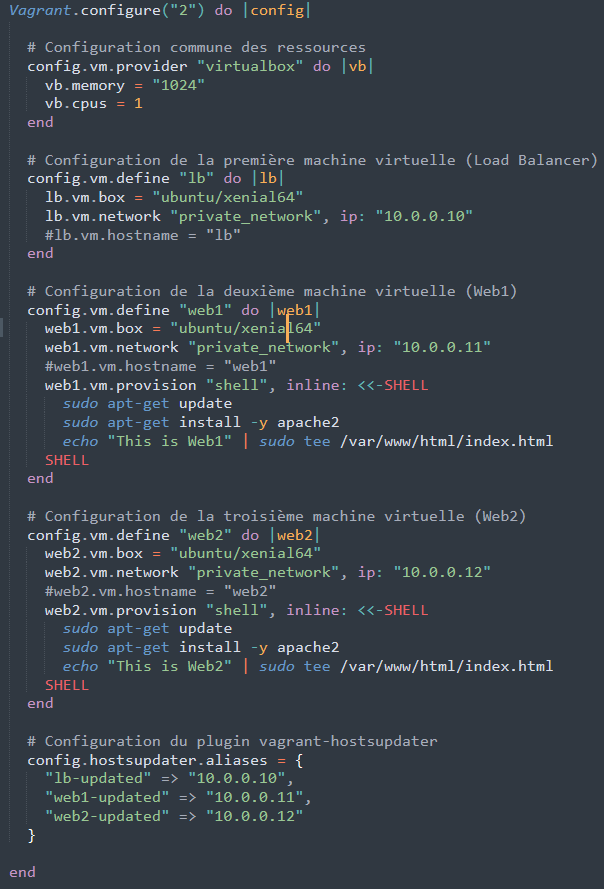 Vagrant.configure("2") do |config|
# Configuration commune des ressources
config.vm.provider "virtualbox" do |vb|
vb.memory = "1024"
vb.cpus = 1
end
# Configuration de la première machine virtuelle (Load Balancer)
config.vm.define "lb" do |lb|
lb.vm.box = "ubuntu/xenial64"
lb.vm.network "private_network", ip: "10.0.0.10"
#lb.vm.hostname = "lb"
end
# Configuration de la deuxième machine virtuelle (Web1)
config.vm.define "web1" do |web1|
web1.vm.box = "ubuntu/xenial64"
web1.vm.network "private_network", ip: "10.0.0.11"
#web1.vm.hostname = "web1"
web1.vm.provision "shell", inline: <<-SHELL
sudo apt-get update
sudo apt-get install -y apache2
echo "This is Web1" | sudo tee /var/www/html/index.html
SHELL
end
# Configuration de la troisième machine virtuelle (Web2)
config.vm.define "web2" do |web2|
web2.vm.box = "ubuntu/xenial64"
web2.vm.network "private_network", ip: "10.0.0.12"
#web2.vm.hostname = "web2"
web2.vm.provision "shell", inline: <<-SHELL
sudo apt-get update
sudo apt-get install -y apache2
echo "This is Web2" | sudo tee /var/www/html/index.html
SHELL
end
# Configuration du plugin vagrant-hostsupdater
config.hostsupdater.aliases = {
"lb-updated" => "10.0.0.10",
"web1-updated" => "10.0.0.11",
"web2-updated" => "10.0.0.12"
}
end